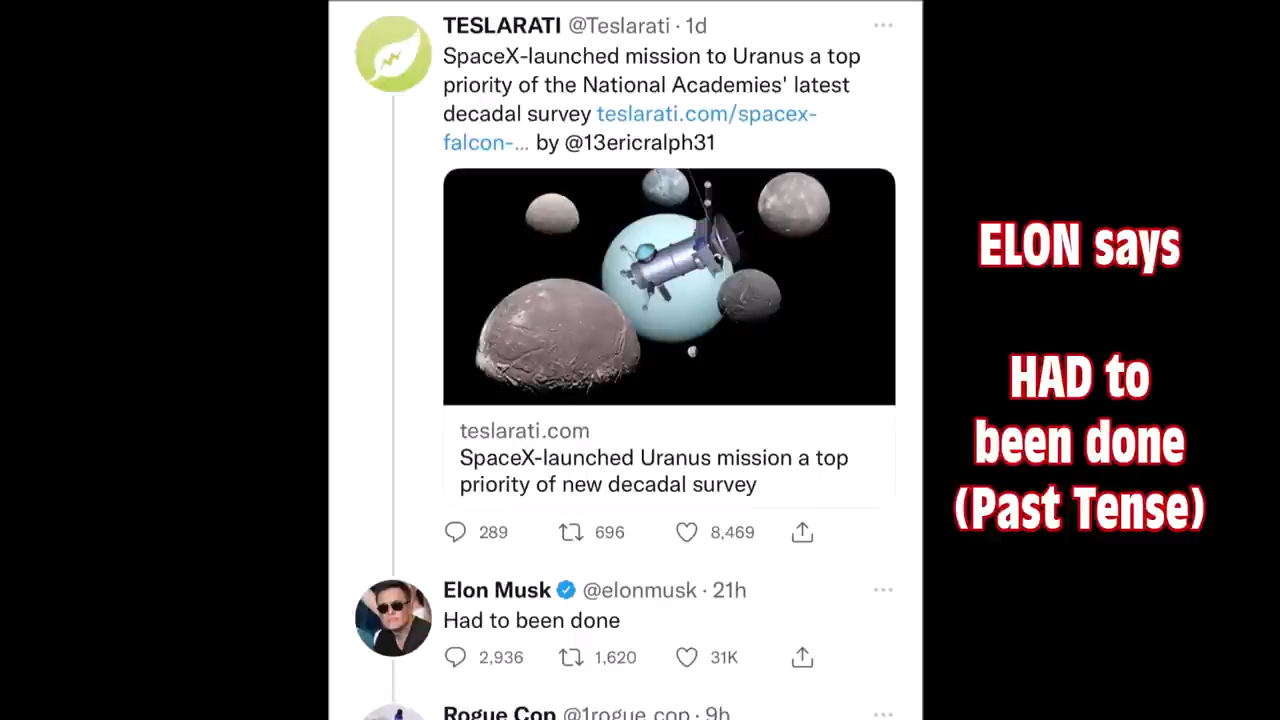 TESLARATI @Teslarati · 1d
SpaceX-launched mission to Uranus a top
priority of the National Academies' latest
decadal survey teslarati.com/spacex-
falcon-... by @13ericralph31
teslarati.com
SpaceX-launched Uranus mission a top
priority of new decadal survey
289 696 8,469
Elon Musk @elonmusk · 21h
Had to been done
2,936 1,620 31K
Rogue Cop @1rogue_cop · 9h
ELON says
HAD to
been done
(Past Tense)